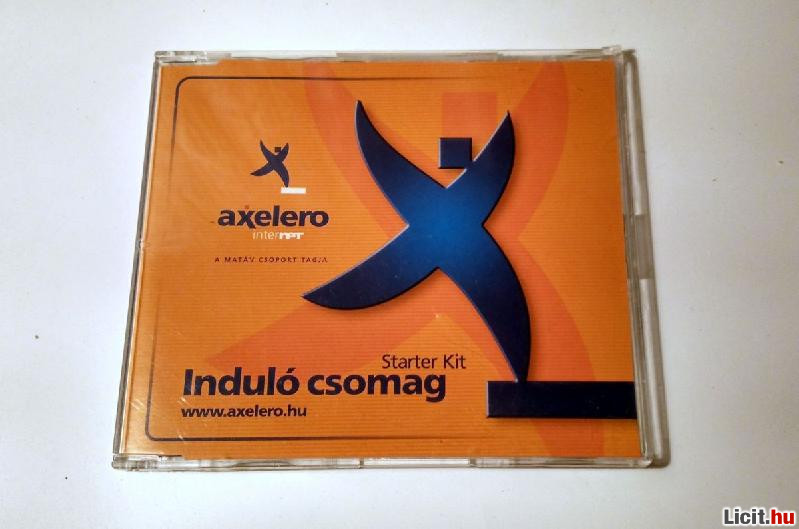 axelero
internet
A MATÁV CSOPORT TAGJA
Starter Kit
Induló csomag
www.axelero.hu
Licit.hu